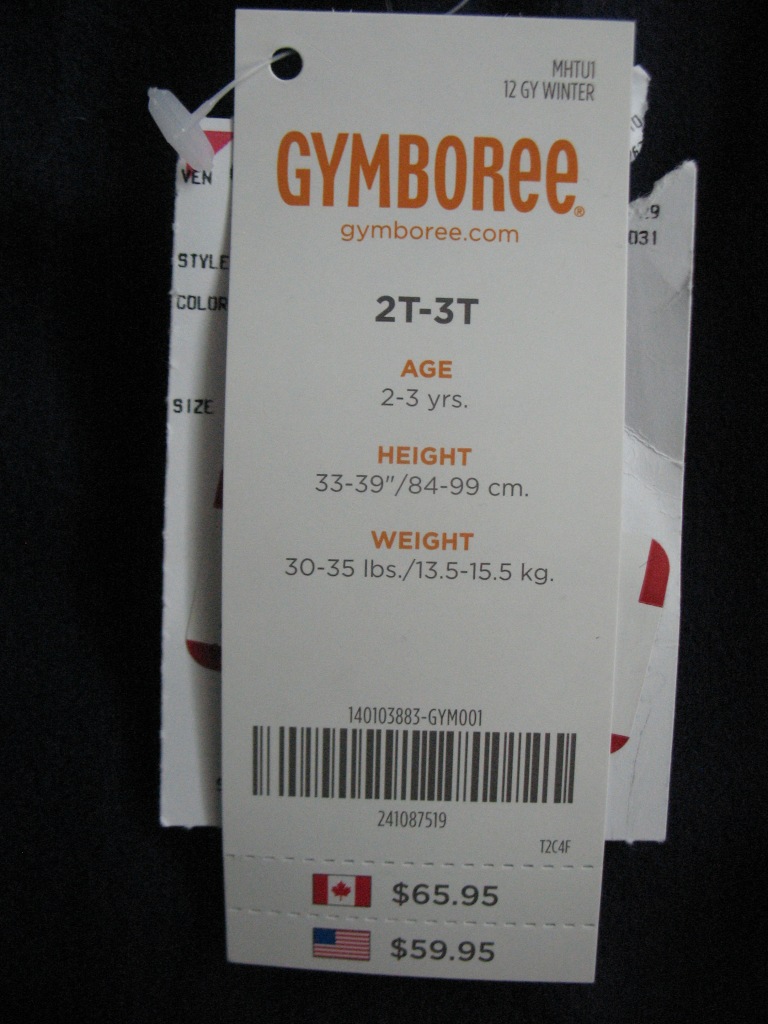 MHTU1
12 GY WINTER
GYMBOREE®
gymboree.com
2T-3T
AGE
2-3 yrs.
HEIGHT
33-39"/84-99 cm.
WEIGHT
30-35 lbs./13.5-15.5 kg.
140103883-GYM001
241087519
T2C4F
$65.95
$59.95
VEN
STYLE
COLOR
SIZE
031